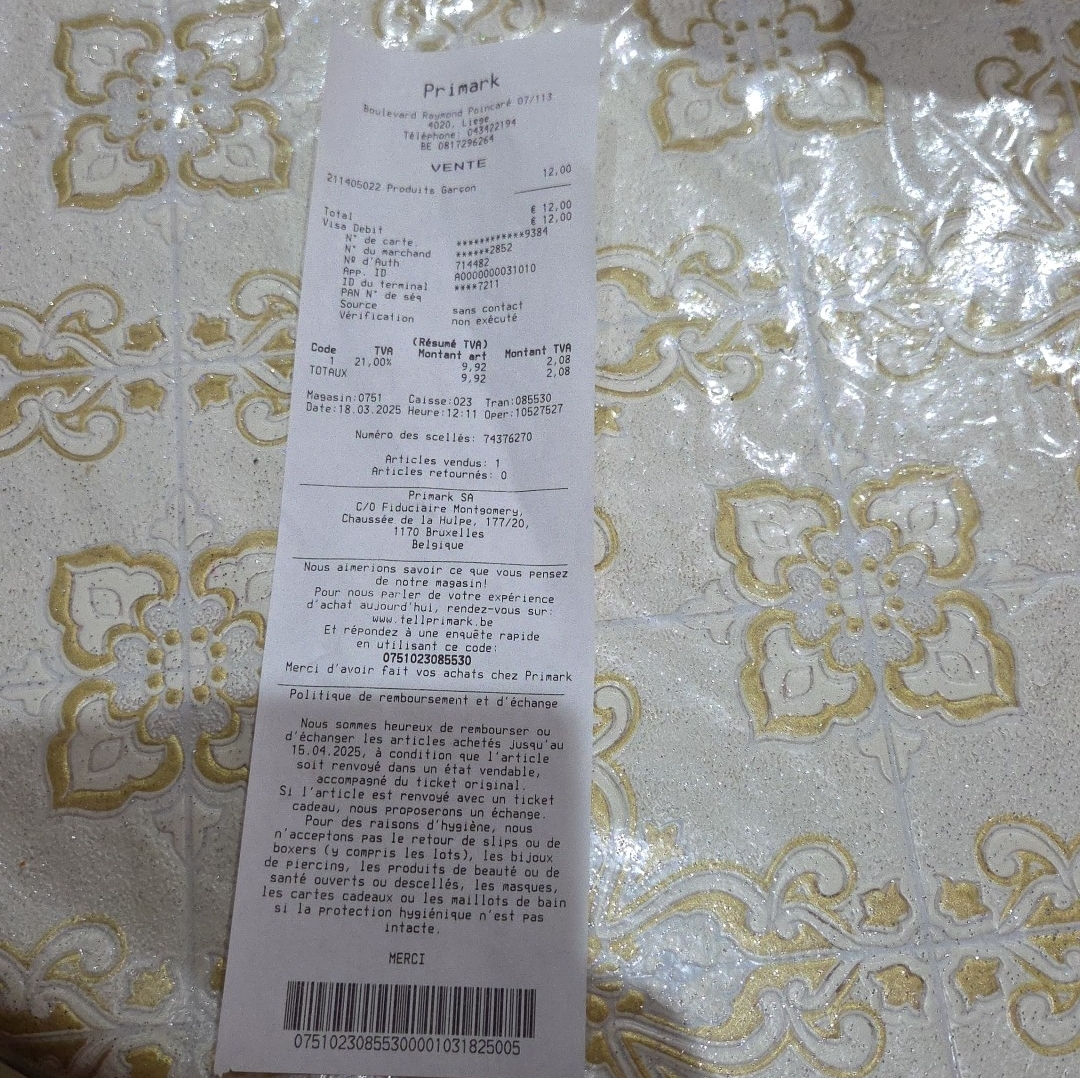 Primark
Boulevard Raymond Poincaré 07/113
4020, Liege
Téléphone: 043422194
BE 0817296264
VENTE
211405022 Produits Garçon 12,00
Total € 12,00
Visa Debit € 12,00
N° de carte. ************9384
N° du marchand ******2852
Nº d'Auth 714482
App. ID A0000000031010
ID du terminal ****7211
PAN N° de séq
Source sans contact
Vérification non exécuté
(Résumé TVA)
Code TVA Montant art Montant TVA
1 21,00% 9,92 2,08
TOTAUX 9,92 2,08
Magasin:0751 Caisse:023 Tran:085530
Date:18.03.2025 Heure:12:11 Oper:10527527
Numéro des scellés: 74376270
Articles vendus: 1
Articles retournés: 0
Primark SA
C/O Fiduciaire Montgomery,
Chaussée de la Hulpe, 177/20,
1170 Bruxelles
Belgique
Nous aimerions savoir ce que vous pensez
de notre magasin!
Pour nous parler de votre expérience
d'achat aujourd'hui, rendez-vous sur:
www.tellprimark.be
Et répondez à une enquête rapide
en utilisant ce code:
0751023085530
Merci d'avoir fait vos achats chez Primark
Politique de remboursement et d'échange
Nous sommes heureux de rembourser ou
d'échanger les articles achetés jusqu'au
15.04.2025, à condition que l'article
soit renvoyé dans un état vendable,
accompagné du ticket original.
Si l'article est renvoyé avec un ticket
cadeau, nous proposerons un échange.
Pour des raisons d'hygiène, nous
n'acceptons pas le retour de slips ou de
boxers (y compris les lots), les bijoux
de piercing, les produits de beauté ou de
santé ouverts ou descellés, les masques,
les cartes cadeaux ou les maillots de bain
si la protection hygiénique n'est pas
intacte.
MERCI
07510230855300001031825005